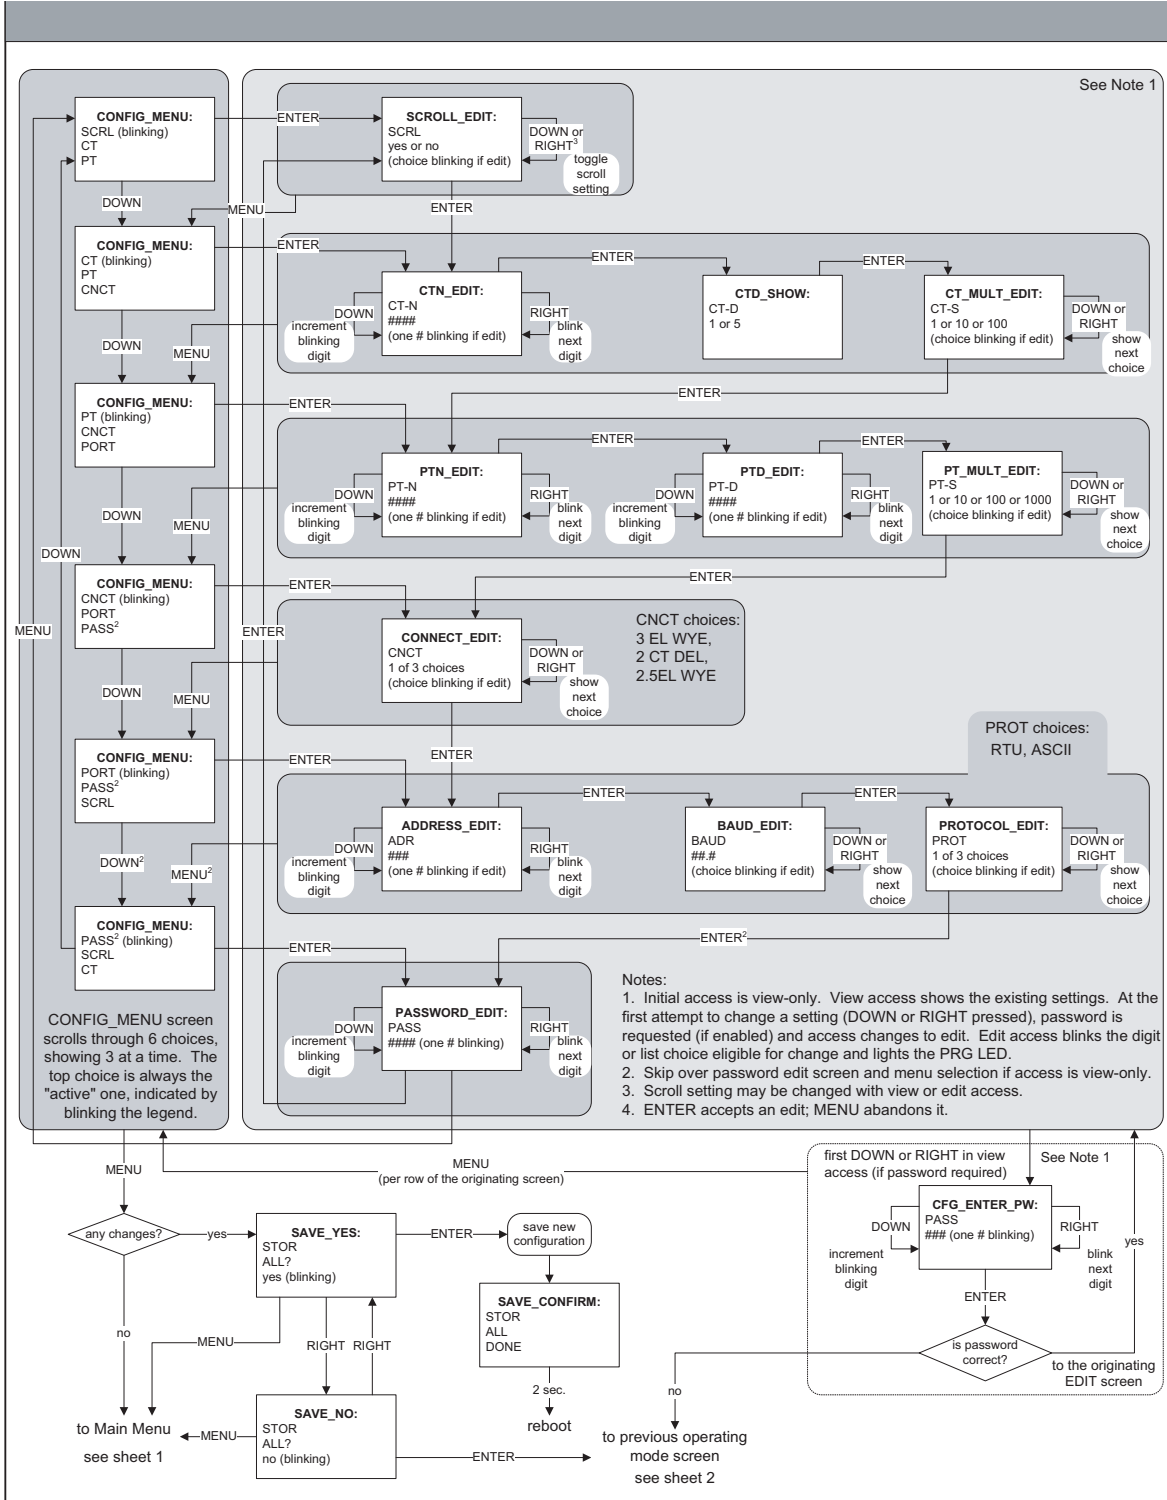 See Note 1
CONFIG_MENU:
SCRL (blinking)
CT
PT
ENTER
SCROLL_EDIT:
SCRL
yes or no
(choice blinking if edit)
DOWN or
RIGHT³
toggle
scroll
setting
DOWN
MENU
ENTER
CONFIG_MENU:
CT (blinking)
PT
CNCT
ENTER
ENTER
ENTER
CTN_EDIT:
CT-N
####
(one # blinking if edit)
DOWN
increment
blinking
digit
RIGHT
blink
next
digit
CTD_SHOW:
CT-D
1 or 5
CT_MULT_EDIT:
CT-S
1 or 10 or 100
(choice blinking if edit)
DOWN or
RIGHT
show
next
choice
DOWN
MENU
ENTER
CONFIG_MENU:
PT (blinking)
CNCT
PORT
ENTER
ENTER
ENTER
PTN_EDIT:
PT-N
####
(one # blinking if edit)
DOWN
increment
blinking
digit
RIGHT
blink
next
digit
PTD_EDIT:
PT-D
####
(one # blinking if edit)
DOWN
increment
blinking
digit
RIGHT
blink
next
digit
PT_MULT_EDIT:
PT-S
1 or 10 or 100 or 1000
(choice blinking if edit)
DOWN or
RIGHT
show
next
choice
DOWN
MENU
DOWN
ENTER
CONFIG_MENU:
CNCT (blinking)
PORT
PASS²
ENTER
MENU
ENTER
CONNECT_EDIT:
CNCT
1 of 3 choices
(choice blinking if edit)
DOWN or
RIGHT
show
next
choice
CNCT choices:
3 EL WYE,
2 CT DEL,
2.5EL WYE
DOWN
MENU
ENTER
PROT choices:
RTU, ASCII
CONFIG_MENU:
PORT (blinking)
PASS²
SCRL
ENTER
ENTER
ENTER
ADDRESS_EDIT:
ADR
###
(one # blinking if edit)
DOWN
increment
blinking
digit
RIGHT
blink
next
digit
BAUD_EDIT:
BAUD
##.#
(choice blinking if edit)
DOWN or
RIGHT
show
next
choice
PROTOCOL_EDIT:
PROT
1 of 3 choices
(choice blinking if edit)
DOWN or
RIGHT
show
next
choice
DOWN²
MENU²
ENTER²
CONFIG_MENU:
PASS² (blinking)
SCRL
CT
ENTER
PASSWORD_EDIT:
PASS
#### (one # blinking)
DOWN
increment
blinking
digit
RIGHT
blink
next
digit
CONFIG_MENU screen
scrolls through 6 choices,
showing 3 at a time. The
top choice is always the
"active" one, indicated by
blinking the legend.
Notes:
1. Initial access is view-only. View access shows the existing settings. At the
first attempt to change a setting (DOWN or RIGHT pressed), password is
requested (if enabled) and access changes to edit. Edit access blinks the digit
or list choice eligible for change and lights the PRG LED.
2. Skip over password edit screen and menu selection if access is view-only.
3. Scroll setting may be changed with view or edit access.
4. ENTER accepts an edit; MENU abandons it.
MENU
MENU
(per row of the originating screen)
first DOWN or RIGHT in view
access (if password required)
See Note 1
CFG_ENTER_PW:
PASS
### (one # blinking)
DOWN
increment
blinking
digit
RIGHT
blink
next
digit
yes
ENTER
is password
correct?
to the originating
EDIT screen
no
to previous operating
mode screen
see sheet 2
any changes?
yes
SAVE_YES:
STOR
ALL?
yes (blinking)
ENTER
save new
configuration
SAVE_CONFIRM:
STOR
ALL
DONE
2 sec.
reboot
no
MENU
RIGHT
RIGHT
SAVE_NO:
STOR
ALL?
no (blinking)
MENU
ENTER
to Main Menu
see sheet 1